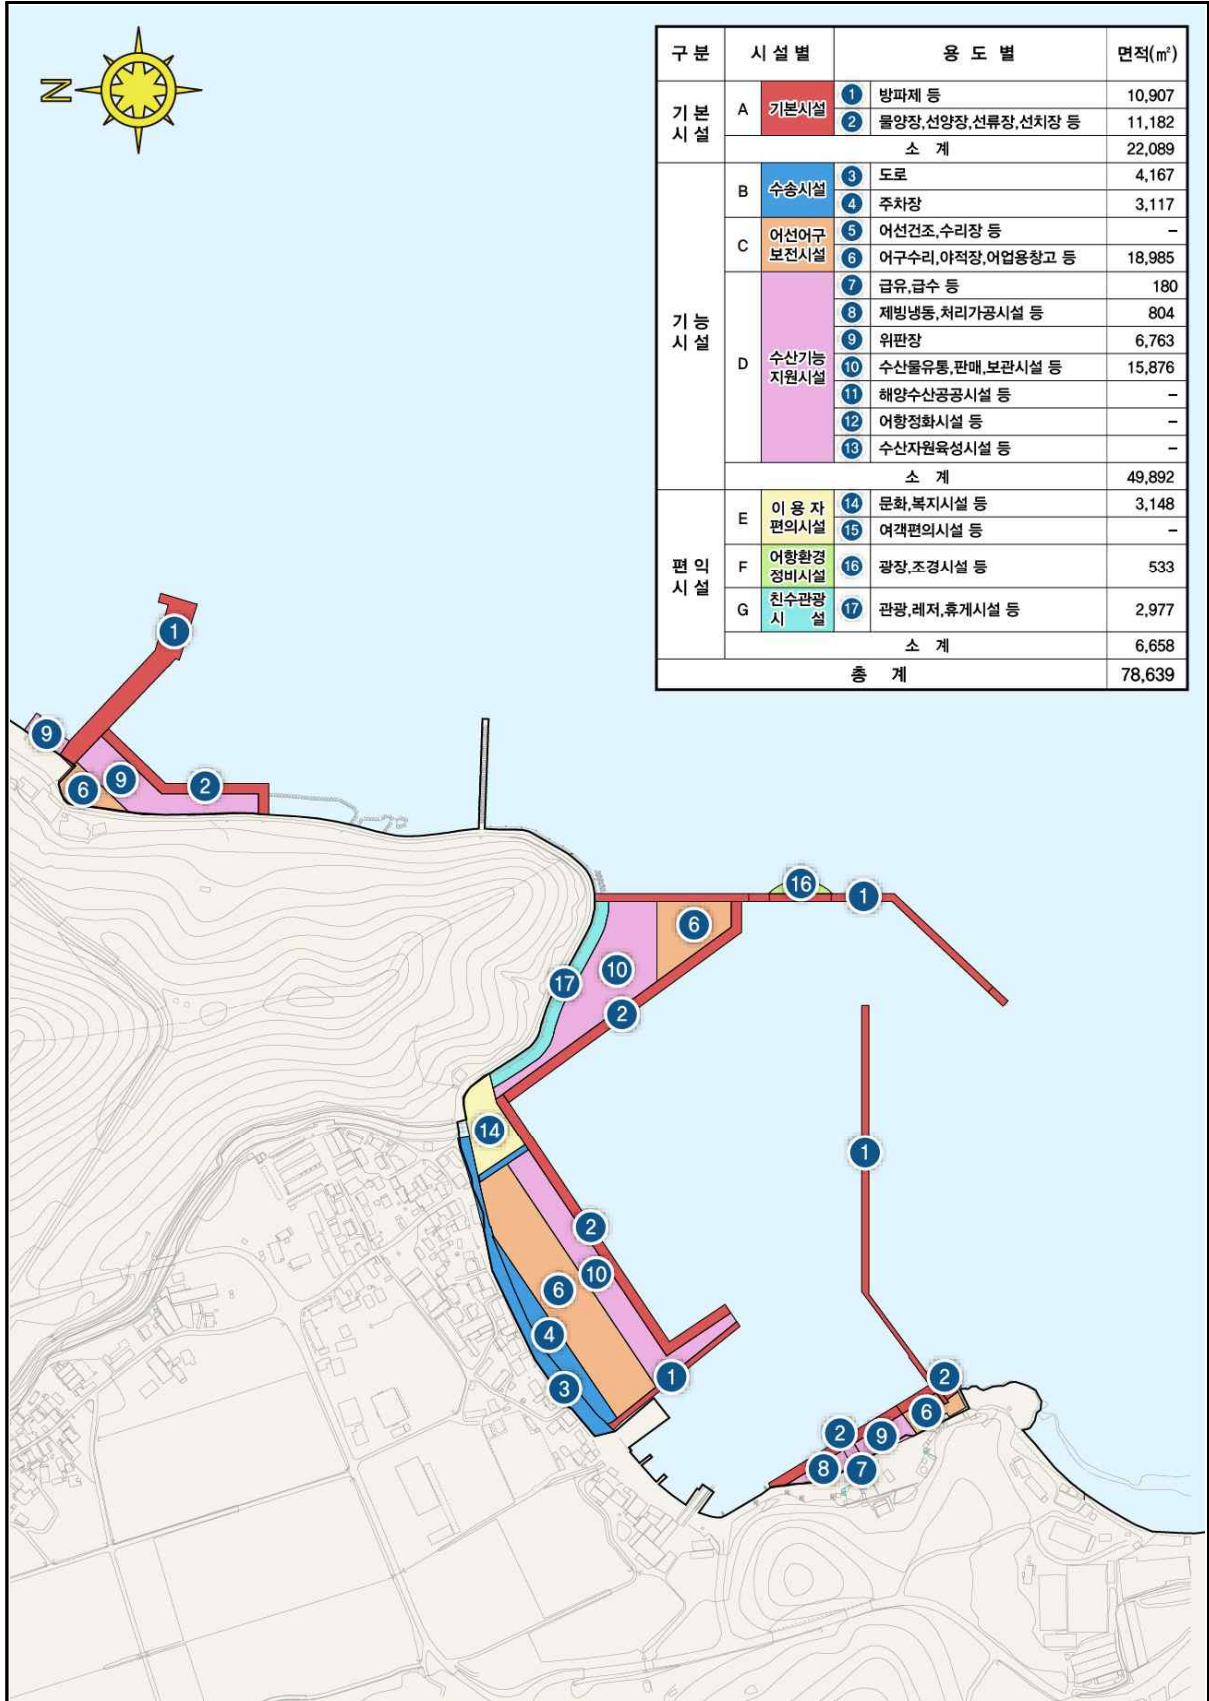 N
구분 시설별 용도별 면적(㎡)
기본시설 A 기본시설 1 방파제 등 10,907
2 물양장,선양장,선류장,선치장 등 11,182
소 계 22,089
기능시설 B 수송시설 3 도로 4,167
4 주차장 3,117
C 어선어구보전시설 5 어선건조,수리장 등 –
6 어구수리,야적장,어업용창고 등 18,985
D 수산기능지원시설 7 급유,급수 등 180
8 제빙냉동,처리가공시설 등 804
9 위판장 6,763
10 수산물유통,판매,보관시설 등 15,876
11 해양수산공공시설 등 –
12 어항정화시설 등 –
13 수산자원육성시설 등 –
소 계 49,892
편익시설 E 이용자편의시설 14 문화,복지시설 등 3,148
15 여객편의시설 등 –
F 어항환경정비시설 16 광장,조경시설 등 533
G 친수관광시 설 17 관광,레저,휴게시설 등 2,977
소 계 6,658
총 계 78,639
1
9
6
9
2
16
1
6
10
17
2
14
1
2
10
6
4
3
1
2
6
2
9
8
7